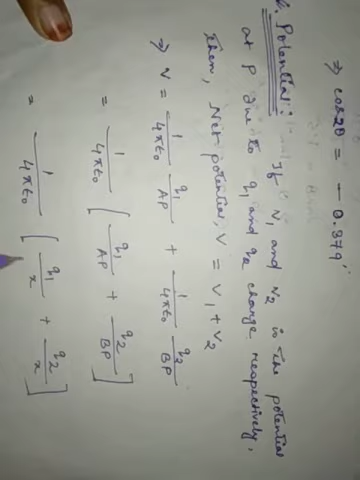 ⇒ cos2θ = − 0.879
6. Potential: If V₁ and V₂ is the potential
at P due to q₁ and q₂ charge respectively,
then, Net potential, V = V₁ + V₂
⇒ V = 1/4πε₀ q₁/AP + 1/4πε₀ q₂/BP
= 1/4πε₀ [ q₁/AP + q₂/BP ]
= 1/4πε₀ [ q₁/x + q₂/x ]